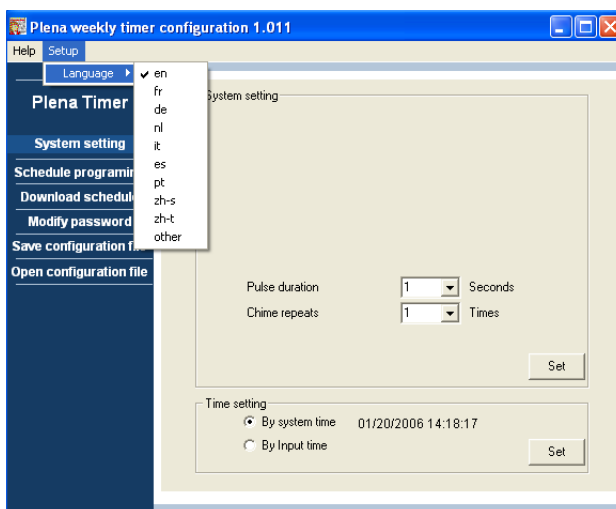 Plena weekly timer configuration 1.011
Help Setup
Language
en
fr
de
nl
it
es
pt
zh-s
zh-t
other
Plena Timer
System setting
Schedule
Download
Modify password
Save configuration
Open configuration file
System setting
Pulse duration 1 Seconds
Chime repeats 1 Times
Set
Time setting
By system time 01/20/2006 14:18:17
By Input time
Set